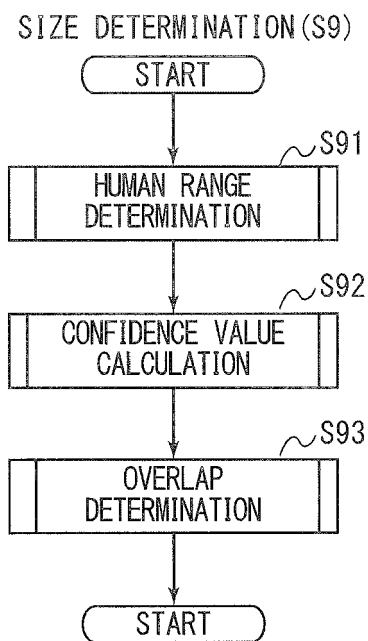 SIZE DETERMINATION(S9)
START
S91
HUMAN RANGE
DETERMINATION
S92
CONFIDENCE VALUE
CALCULATION
S93
OVERLAP
DETERMINATION
START